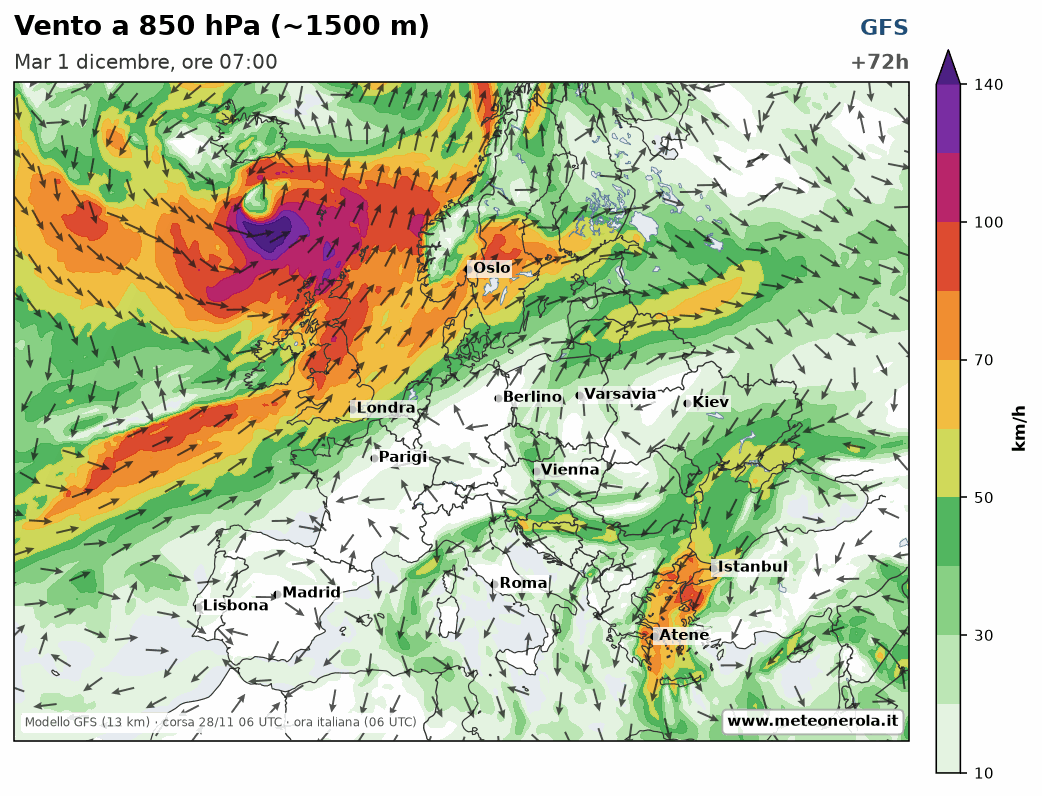 Vento a 850 hPa (~1500 m)
GFS
Mar 1 dicembre, ore 07:00
+72h
140
100
70
50
30
10
km/h
Oslo
Londra
Berlino
Varsavia
Kiev
Parigi
Vienna
Istanbul
Roma
Madrid
Lisbona
Atene
Modello GFS (13 km) · corsa 28/11 06 UTC · ora italiana (06 UTC)
www.meteonerola.it